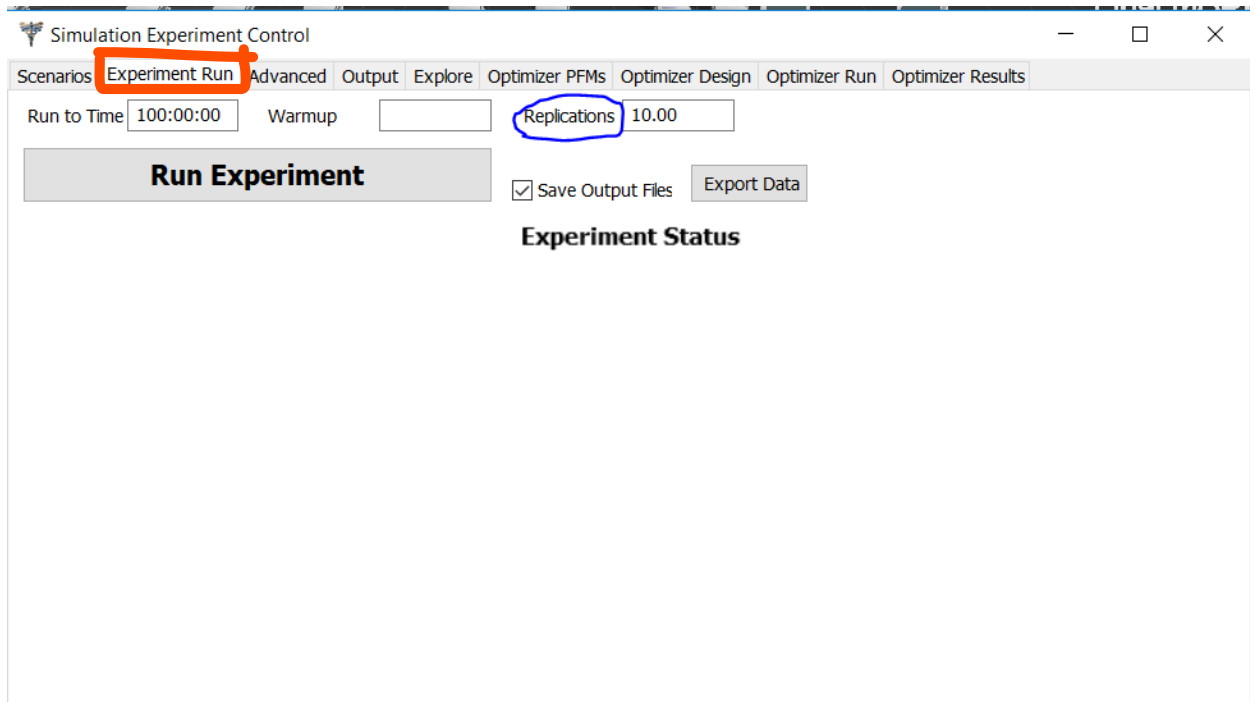 Simulation Experiment Control
Scenarios Experiment Run Advanced Output Explore Optimizer PFMs Optimizer Design Optimizer Run Optimizer Results
Run to Time 100:00:00 Warmup Replications 10.00
Run Experiment
Save Output Files Export Data
Experiment Status